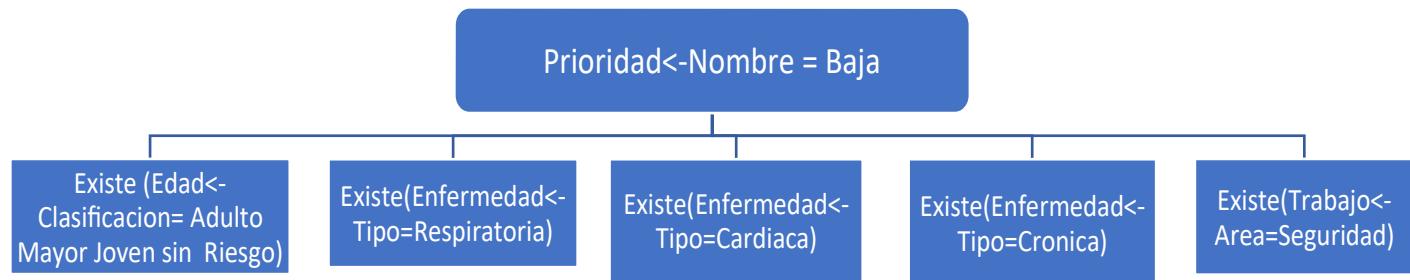 Prioridad<-Nombre = Baja
Existe (Edad<-
Clasificacion= Adulto
Mayor Joven sin  Riesgo)
Existe(Enfermedad<-
Tipo=Respiratoria)
Existe(Enfermedad<-
Tipo=Cardiaca)
Existe(Enfermedad<-
Tipo=Cronica)
Existe(Trabajo<-
Area=Seguridad)